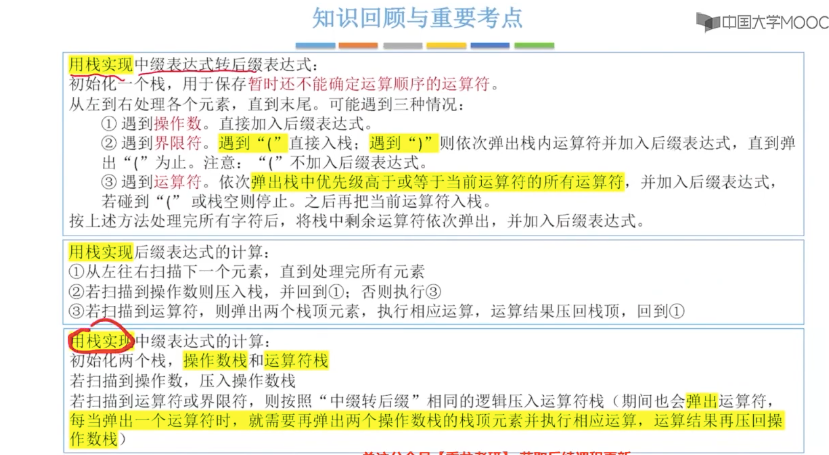 知识回顾与重要考点
中国大学MOOC
用栈实现中缀表达式转后缀表达式：
初始化一个栈，用于保存暂时还不能确定运算顺序的运算符。
从左到右处理各个元素，直到末尾。可能遇到三种情况：
① 遇到操作数。直接加入后缀表达式。
② 遇到界限符。遇到“(”直接入栈；遇到“)”则依次弹出栈内运算符并加入后缀表达式，直到弹
出“(”为止。注意：“(”不加入后缀表达式。
③ 遇到运算符。依次弹出栈中优先级高于或等于当前运算符的所有运算符，并加入后缀表达式，
若碰到“(” 或栈空则停止。之后再把当前运算符入栈。
按上述方法处理完所有字符后，将栈中剩余运算符依次弹出，并加入后缀表达式。
用栈实现后缀表达式的计算：
①从左往右扫描下一个元素，直到处理完所有元素
②若扫描到操作数则压入栈，并回到①；否则执行③
③若扫描到运算符，则弹出两个栈顶元素，执行相应运算，运算结果压回栈顶，回到①
用栈实现中缀表达式的计算：
初始化两个栈，操作数栈和运算符栈
若扫描到操作数，压入操作数栈
若扫描到运算符或界限符，则按照“中缀转后缀”相同的逻辑压入运算符栈（期间也会弹出运算符，
每当弹出一个运算符时，就需要再弹出两个操作数栈的栈顶元素并执行相应运算，运算结果再压回操
作数栈）